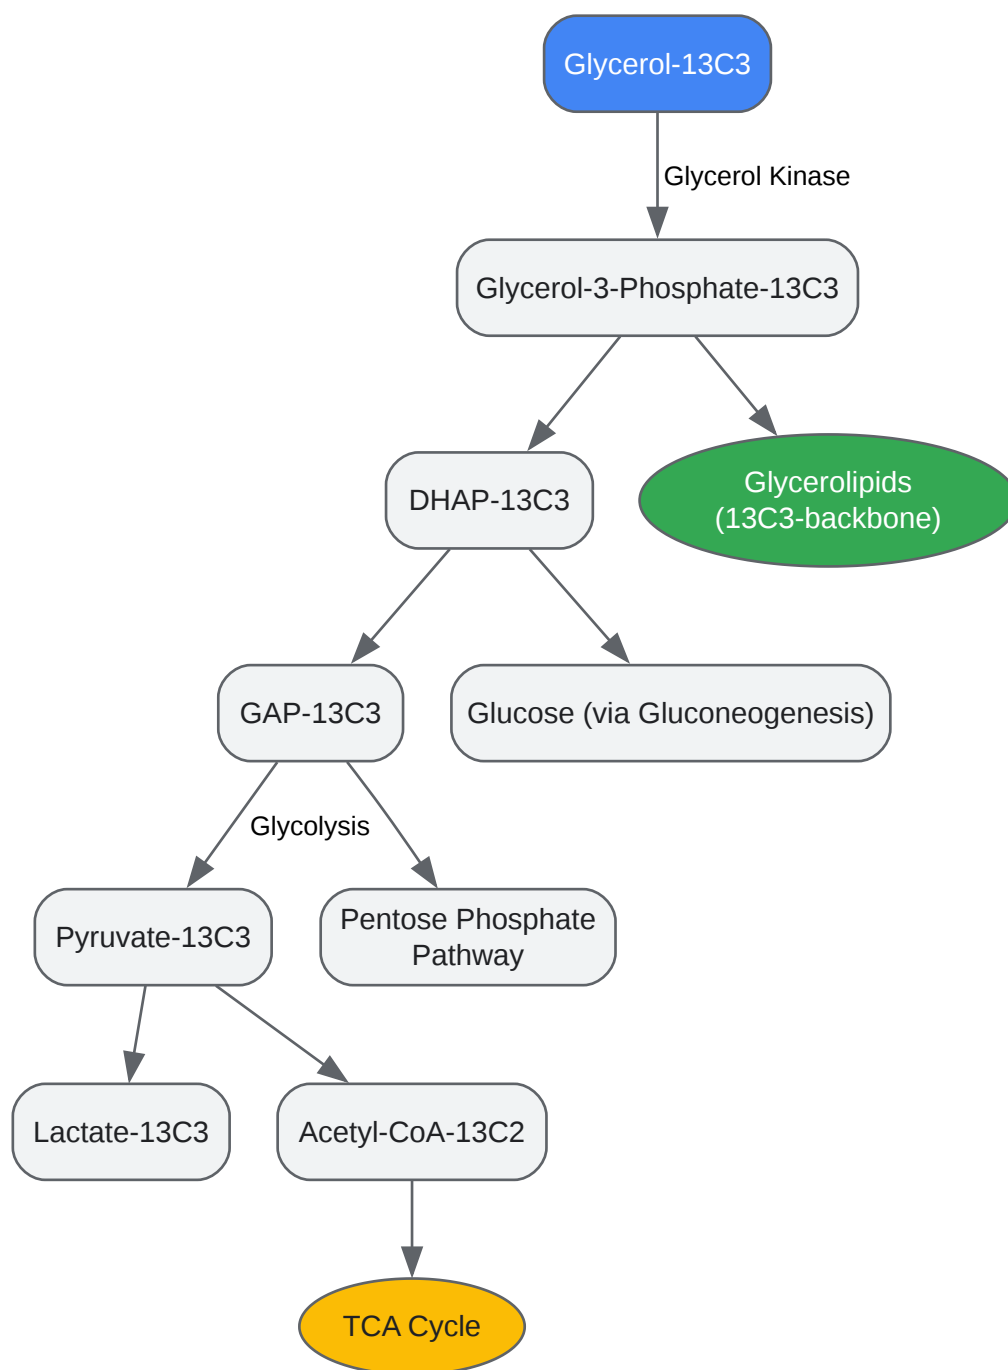 Glycerol-13C3
Glycerol Kinase
Glycerol-3-Phosphate-13C3
DHAP-13C3
Glycerolipids
(13C3-backbone)
GAP-13C3
Glucose (via Gluconeogenesis)
Glycolysis
Pyruvate-13C3
Pentose Phosphate
Pathway
Lactate-13C3
Acetyl-CoA-13C2
TCA Cycle